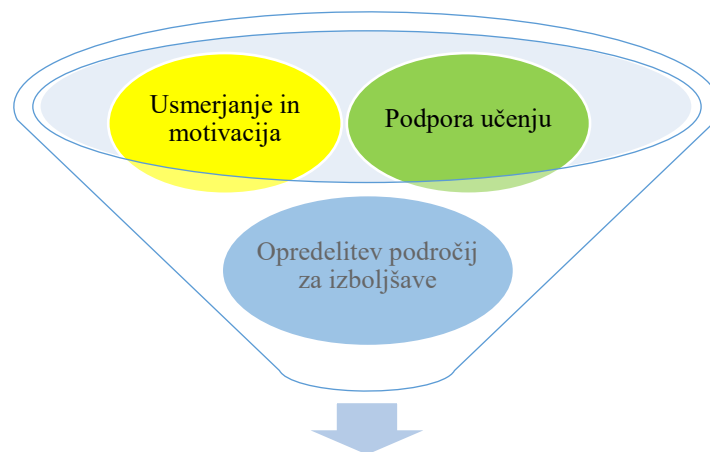 Usmerjanje in
motivacija
Podpora učenju
Opredelitev področij
za izboljšave